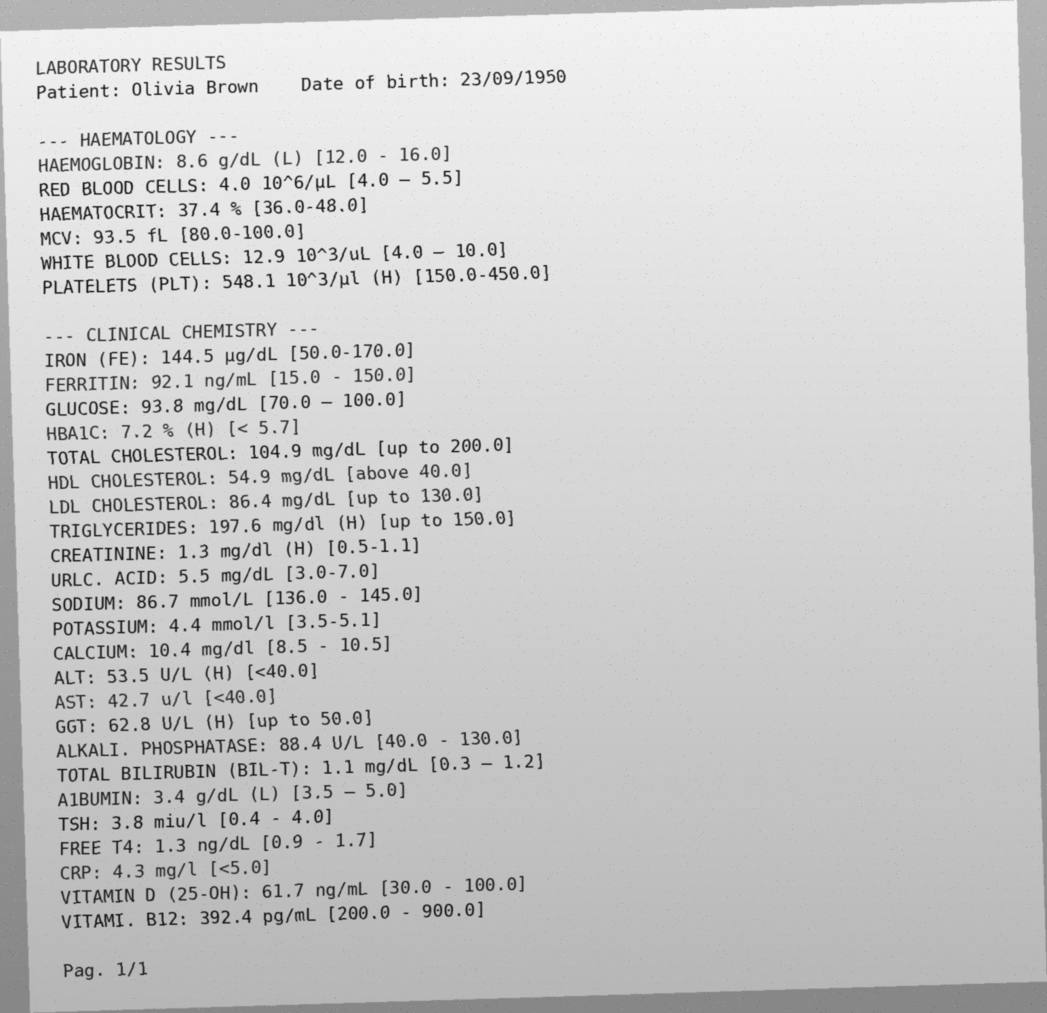 LABORATORY RESULTS
Patient: Olivia Brown    Date of birth: 23/09/1950
--- HAEMATOLOGY ---
HAEMOGLOBIN: 8.6 g/dL (L) [12.0 - 16.0]
RED BLOOD CELLS: 4.0 10^6/µL [4.0 – 5.5]
HAEMATOCRIT: 37.4 % [36.0-48.0]
MCV: 93.5 fL [80.0-100.0]
WHITE BLOOD CELLS: 12.9 10^3/uL [4.0 – 10.0]
PLATELETS (PLT): 548.1 10^3/µl (H) [150.0-450.0]
--- CLINICAL CHEMISTRY ---
IRON (FE): 144.5 µg/dL [50.0-170.0]
FERRITIN: 92.1 ng/mL [15.0 - 150.0]
GLUCOSE: 93.8 mg/dL [70.0 – 100.0]
HBA1C: 7.2 % (H) [< 5.7]
TOTAL CHOLESTEROL: 104.9 mg/dL [up to 200.0]
HDL CHOLESTEROL: 54.9 mg/dL [above 40.0]
LDL CHOLESTEROL: 86.4 mg/dL [up to 130.0]
TRIGLYCERIDES: 197.6 mg/dl (H) [up to 150.0]
CREATININE: 1.3 mg/dl (H) [0.5-1.1]
URLC. ACID: 5.5 mg/dL [3.0-7.0]
SODIUM: 86.7 mmol/L [136.0 - 145.0]
POTASSIUM: 4.4 mmol/l [3.5-5.1]
CALCIUM: 10.4 mg/dl [8.5 - 10.5]
ALT: 53.5 U/L (H) [<40.0]
AST: 42.7 u/l [<40.0]
GGT: 62.8 U/L (H) [up to 50.0]
ALKALI. PHOSPHATASE: 88.4 U/L [40.0 - 130.0]
TOTAL BILIRUBIN (BIL-T): 1.1 mg/dL [0.3 – 1.2]
A1BUMIN: 3.4 g/dL (L) [3.5 – 5.0]
TSH: 3.8 miu/l [0.4 - 4.0]
FREE T4: 1.3 ng/dL [0.9 - 1.7]
CRP: 4.3 mg/l [<5.0]
VITAMIN D (25-OH): 61.7 ng/mL [30.0 - 100.0]
VITAMI. B12: 392.4 pg/mL [200.0 - 900.0]
Pag. 1/1